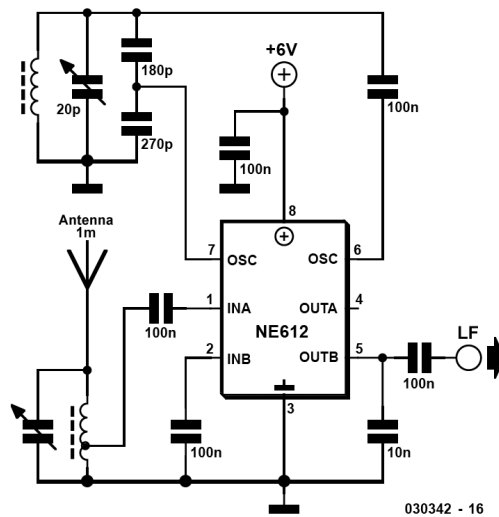 +6V
180p
100n
20p
270p
100n
Antenna
1m
8
7
6
OSC
OSC
1
4
INA
OUTA
100n
NE612
LF
2
5
INB
OUTB
100n
3
100n
10n
030342 - 16